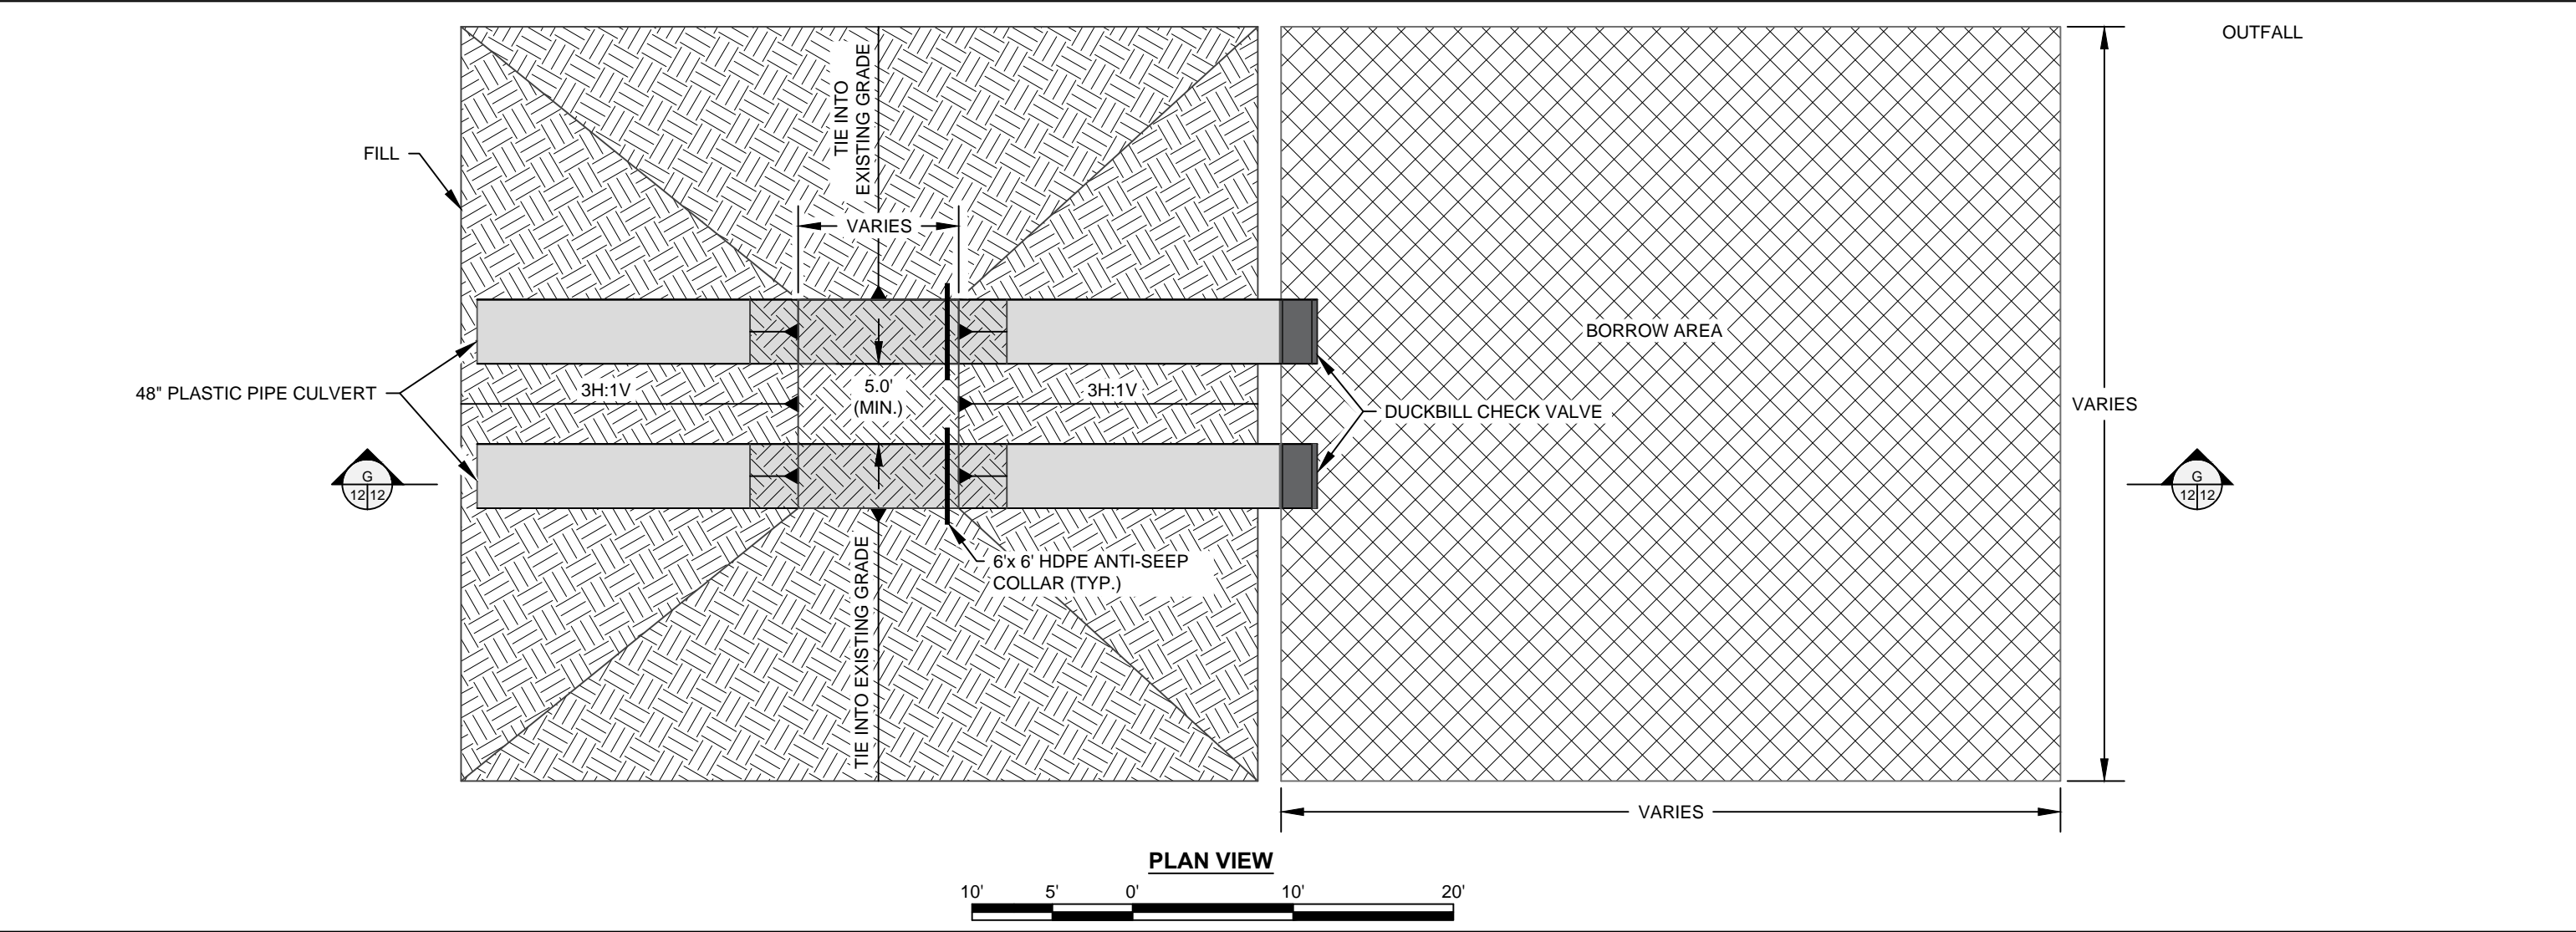 OUTFALL
TIE INTO
EXISTING GRADE
FILL
VARIES
BORROW AREA
48" PLASTIC PIPE CULVERT
3H:1V
5.0'
(MIN.)
3H:1V
DUCKBILL CHECK VALVE
VARIES
G
12 12
G
12 12
6'x 6' HDPE ANTI-SEEP
COLLAR (TYP.)
TIE INTO EXISTING GRADE
VARIES
PLAN VIEW
10' 5' 0' 10' 20'